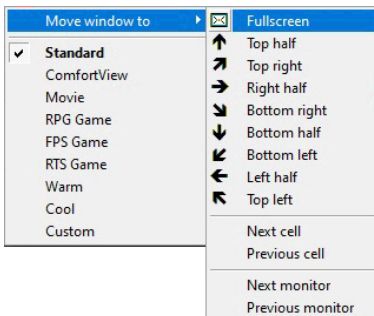 Move window to
Standard
ComfortView
Movie
RPG Game
FPS Game
RTS Game
Warm
Cool
Custom
Fullscreen
Top half
Top right
Right half
Bottom right
Bottom half
Bottom left
Left half
Top left
Next cell
Previous cell
Next monitor
Previous monitor